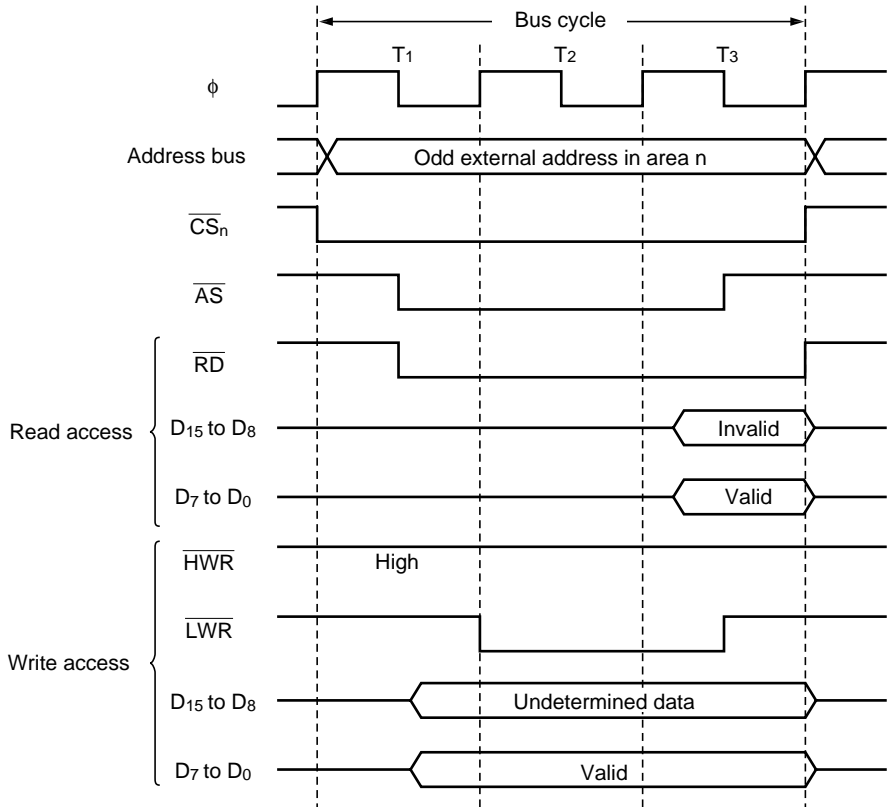 Bus cycle
T1 T2 T3
ϕ
Address bus Odd external address in area n
CSn
AS
RD
Read access
D15 to D8 Invalid
D7 to D0 Valid
HWR High
LWR
Write access
D15 to D8 Undetermined data
D7 to D0 Valid